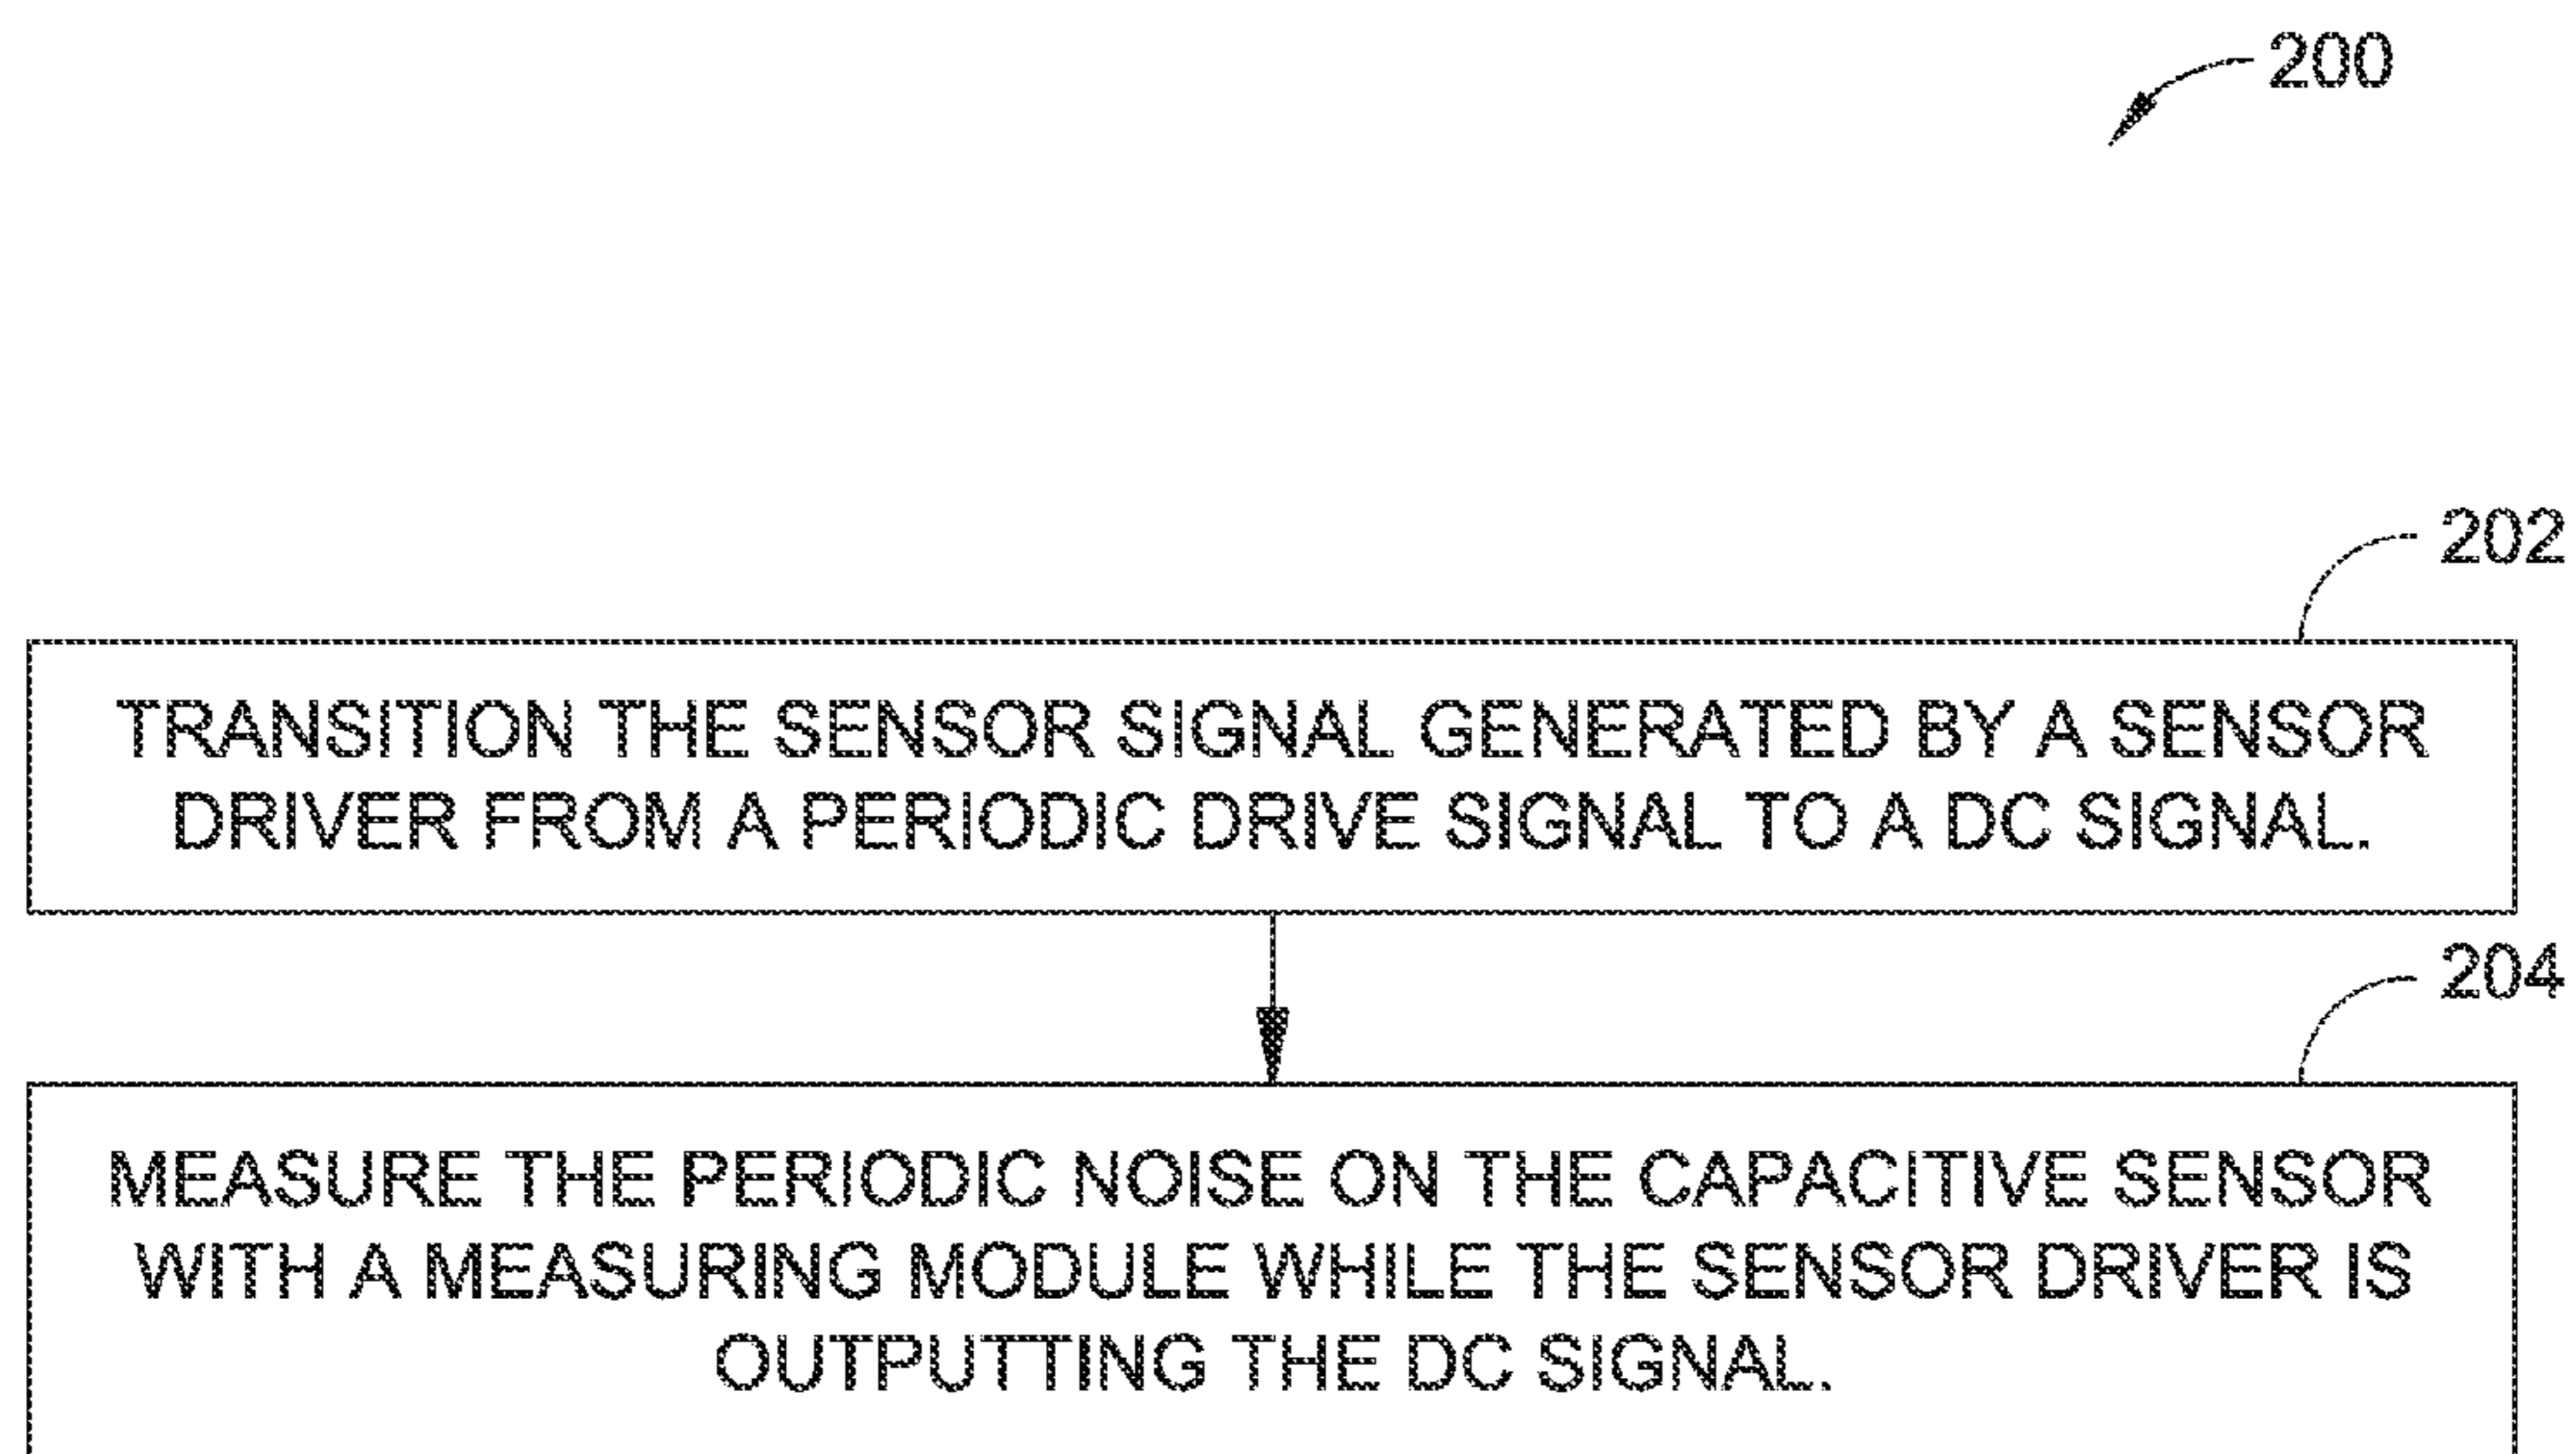 200
202
TRANSITION THE SENSOR SIGNAL GENERATED BY A SENSOR
DRIVER FROM A PERIODIC DRIVE SIGNAL TO A DC SIGNAL.
204
MEASURE THE PERIODIC NOISE ON THE CAPACITIVE SENSOR
WITH A MEASURING MODULE WHILE THE SENSOR DRIVER IS
OUTPUTTING THE DC SIGNAL.